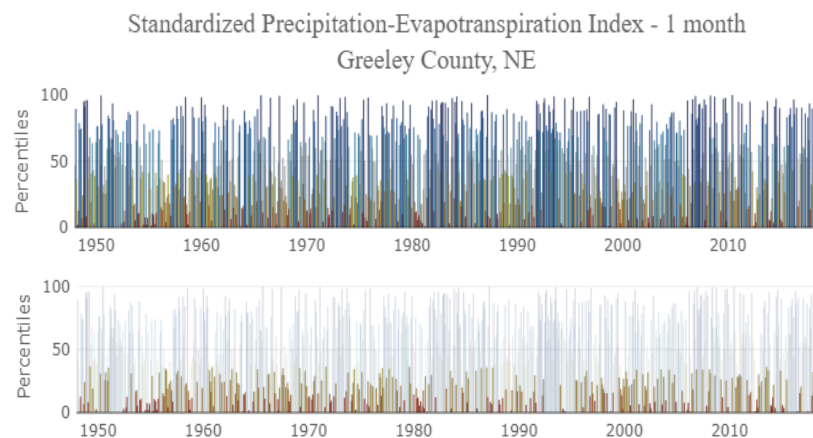 Standardized Precipitation-Evapotranspiration Index - 1 month
Greeley County, NE
100
50
0
Percentiles
1950 1960 1970 1980 1990 2000 2010
100
50
0
Percentiles
1950 1960 1970 1980 1990 2000 2010